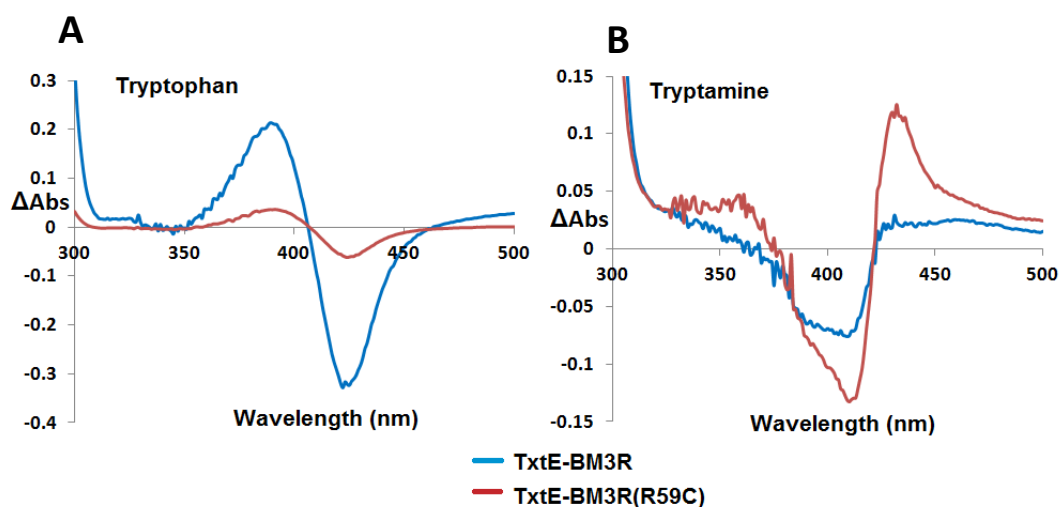 A
Tryptophan
0.3
0.2
0.1
0
-0.1
-0.2
-0.3
-0.4
ΔAbs
300
350
400
450
500
Wavelength (nm)
B
Tryptamine
0.15
0.1
0.05
0
-0.05
-0.1
-0.15
ΔAbs
300
350
400
450
500
Wavelength (nm)
TxtE-BM3R
TxtE-BM3R(R59C)